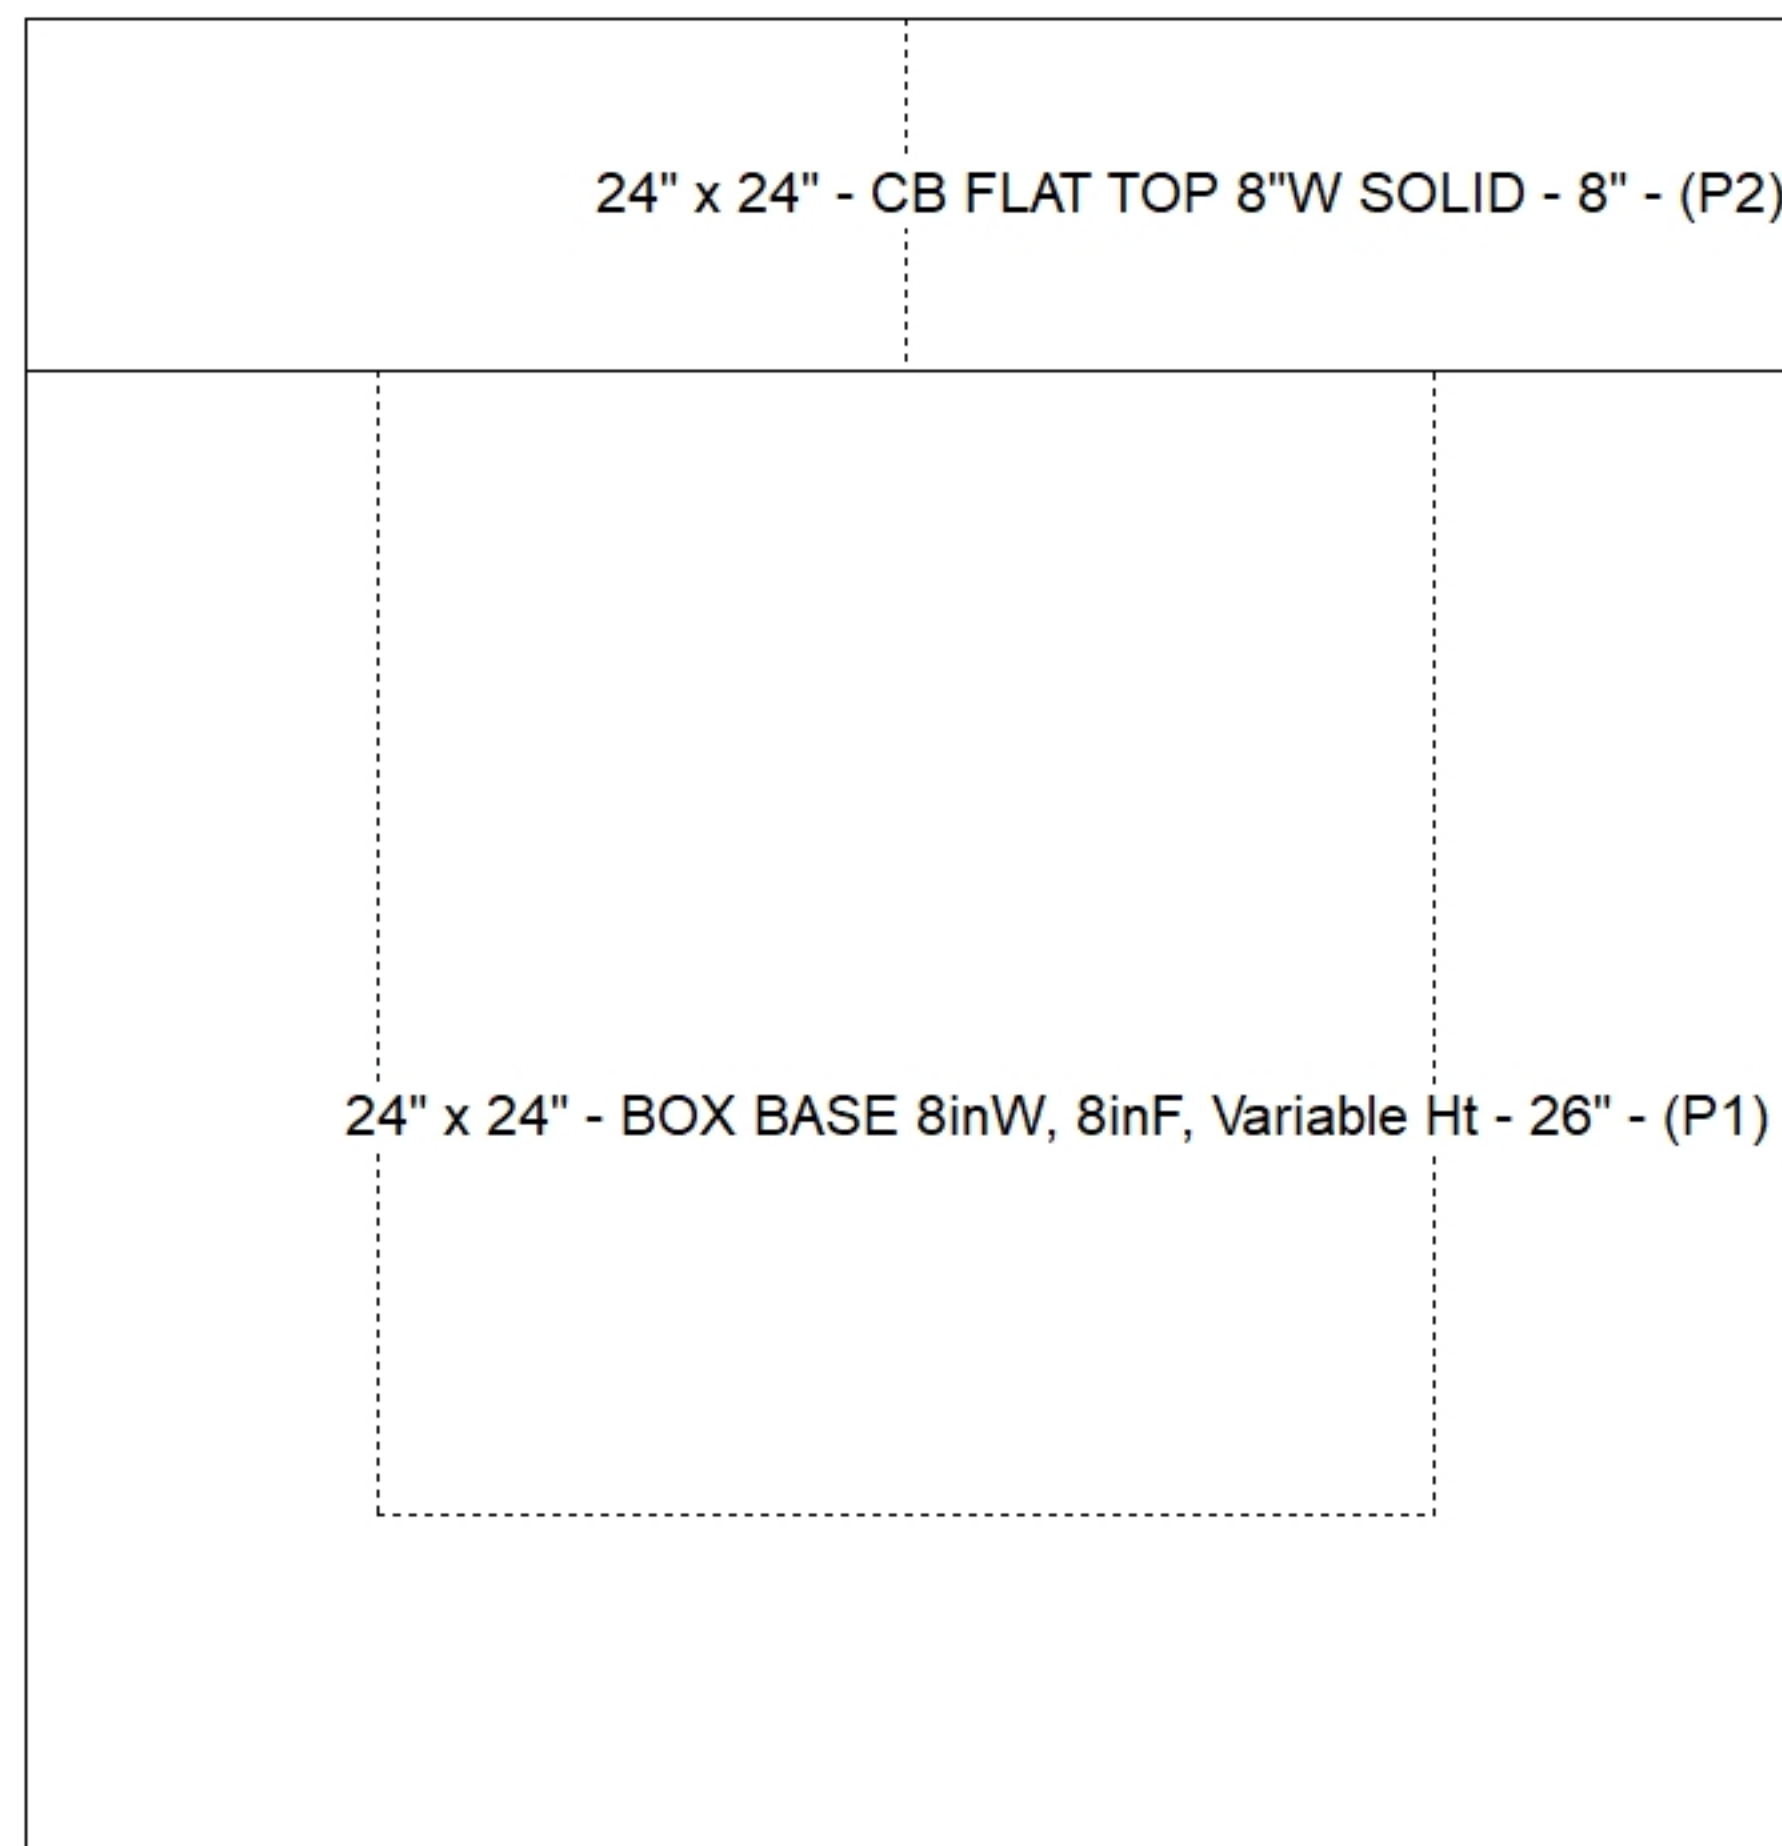 24" x 24" - CB FLAT TOP 8"W SOLID - 8" - (P2)
24" x 24" - BOX BASE 8inW, 8inF, Variable Ht - 26" - (P1)